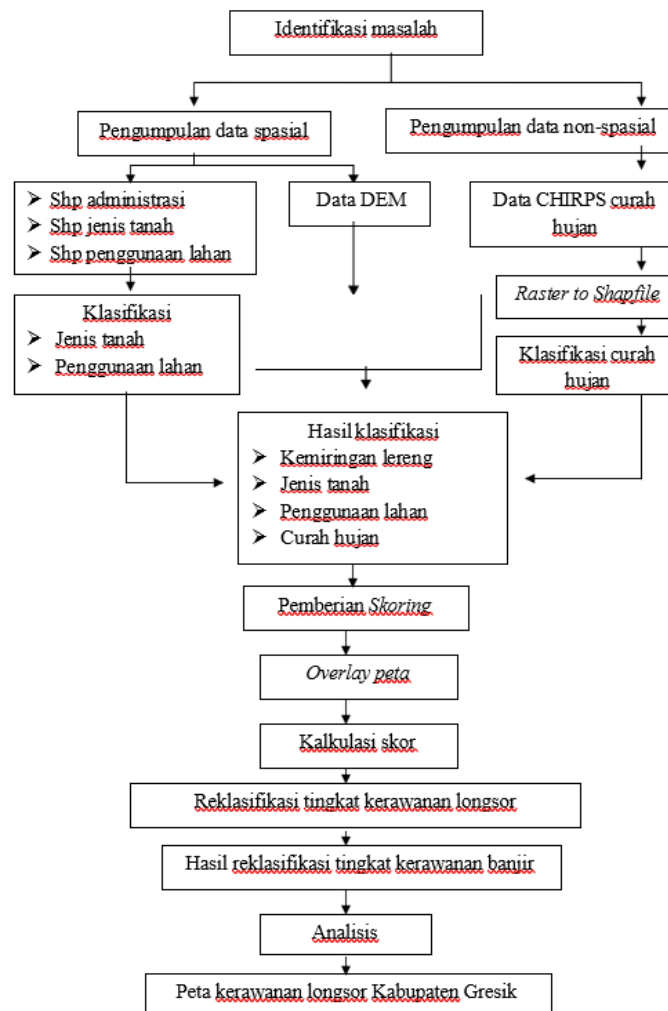 Identifikasi masalah
Pengumpulan data spasial
Pengumpulan data non-spasial
➤ Shp administrasi
➤ Shp jenis tanah
➤ Shp penggunaan lahan
Data DEM
Data CHIRPS curah
hujan
Raster to Shapfile
Klasifikasi
➤ Jenis tanah
➤ Penggunaan lahan
Klasifikasi curah
hujan
Hasil klasifikasi
➤ Kemiringan lereng
➤ Jenis tanah
➤ Penggunaan lahan
➤ Curah hujan
Pemberian Skoring
Overlay peta
Kalkulasi skor
Reklasifikasi tingkat kerawanan longsor
Hasil reklasifikasi tingkat kerawanan banjir
Analisis
Peta kerawanan longsor Kabupaten Gresik